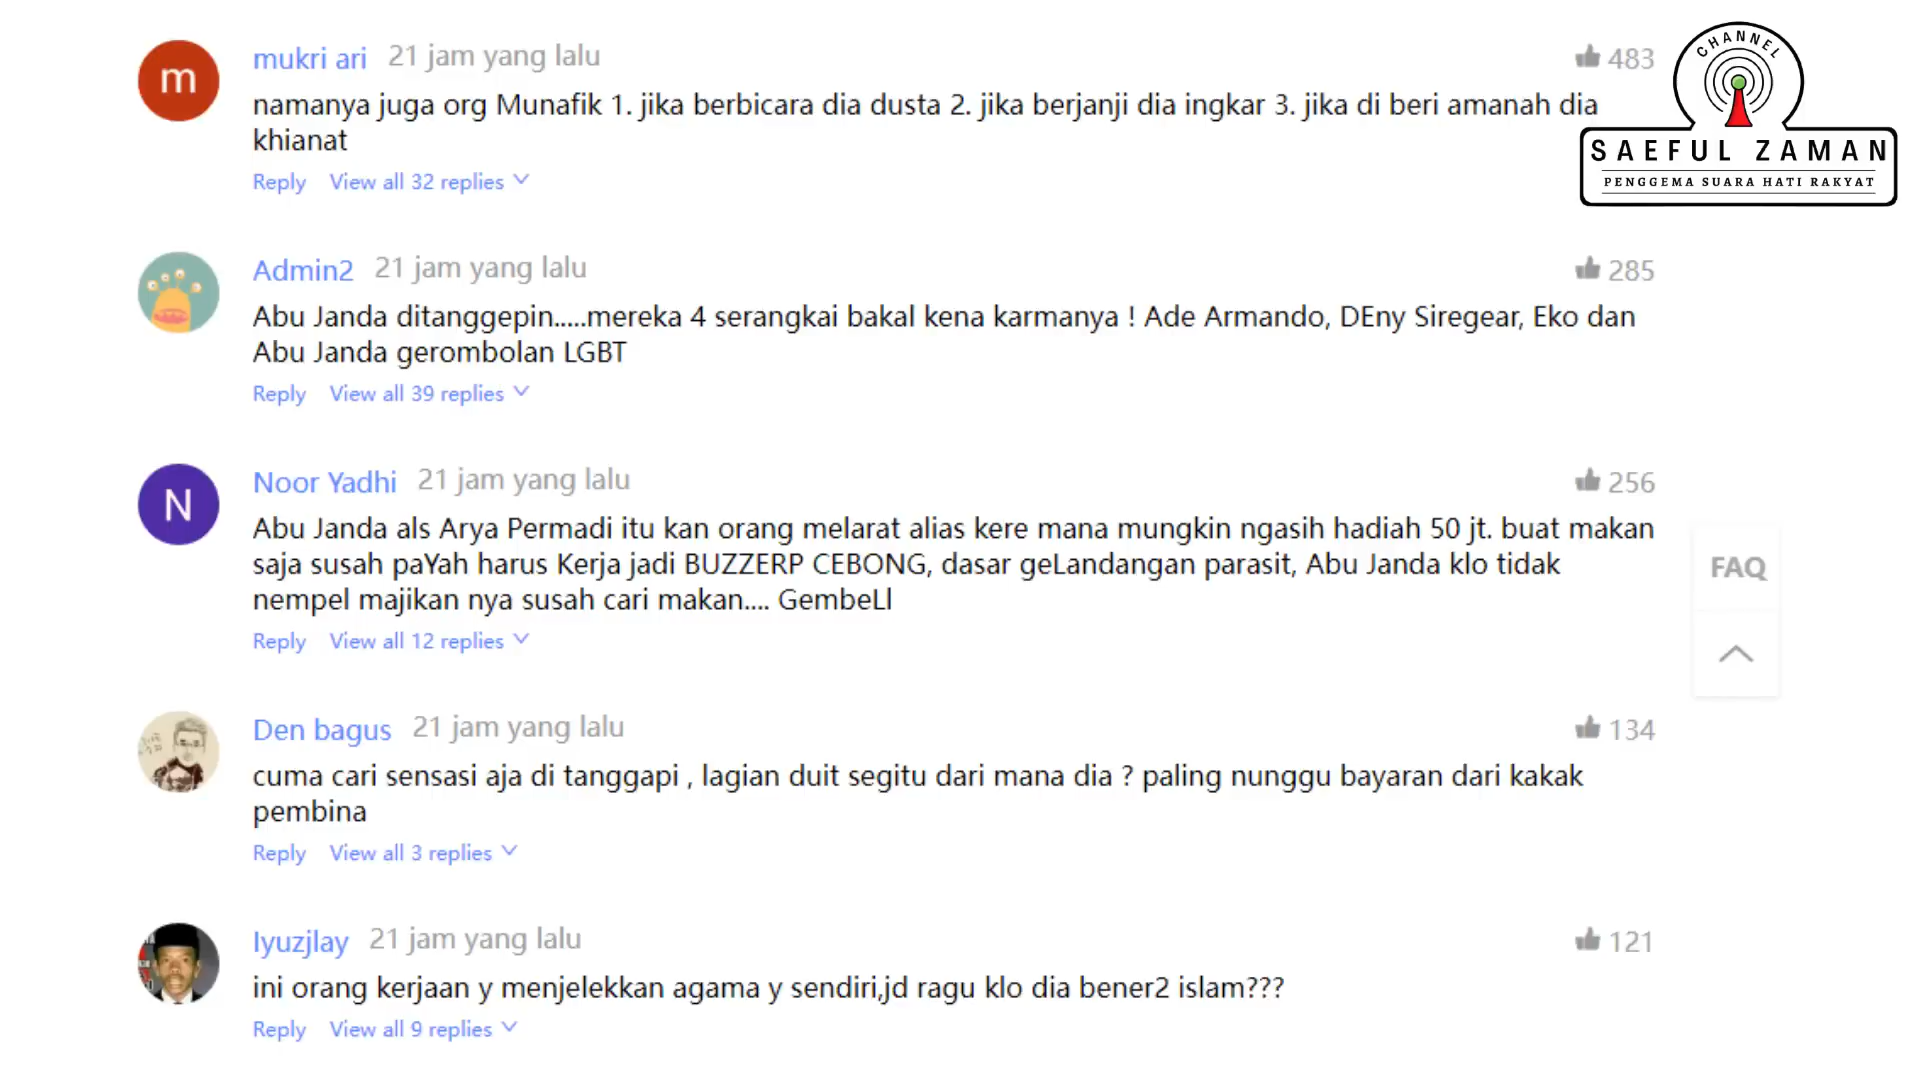 m
mukri ari 21 jam yang lalu 483
namanya juga org Munafik 1. jika berbicara dia dusta 2. jika berjanji dia ingkar 3. jika di beri amanah dia
khianat
Reply View all 32 replies
CHANNEL
SAEFUL ZAMAN
PENGGEMA SUARA HATI RAKYAT
Admin2 21 jam yang lalu 285
Abu Janda ditanggepin.....mereka 4 serangkai bakal kena karmanya ! Ade Armando, DEny Siregear, Eko dan
Abu Janda gerombolan LGBT
Reply View all 39 replies
N
Noor Yadhi 21 jam yang lalu 256
Abu Janda als Arya Permadi itu kan orang melarat alias kere mana mungkin ngasih hadiah 50 jt. buat makan
saja susah paYah harus Kerja jadi BUZZERP CEBONG, dasar geLandangan parasit, Abu Janda klo tidak
nempel majikan nya susah cari makan.... GembeLl
Reply View all 12 replies
FAQ
Den bagus 21 jam yang lalu 134
cuma cari sensasi aja di tanggapi , lagian duit segitu dari mana dia ? paling nunggu bayaran dari kakak
pembina
Reply View all 3 replies
Iyuzjlay 21 jam yang lalu 121
ini orang kerjaan y menjelekkan agama y sendiri,jd ragu klo dia bener2 islam???
Reply View all 9 replies